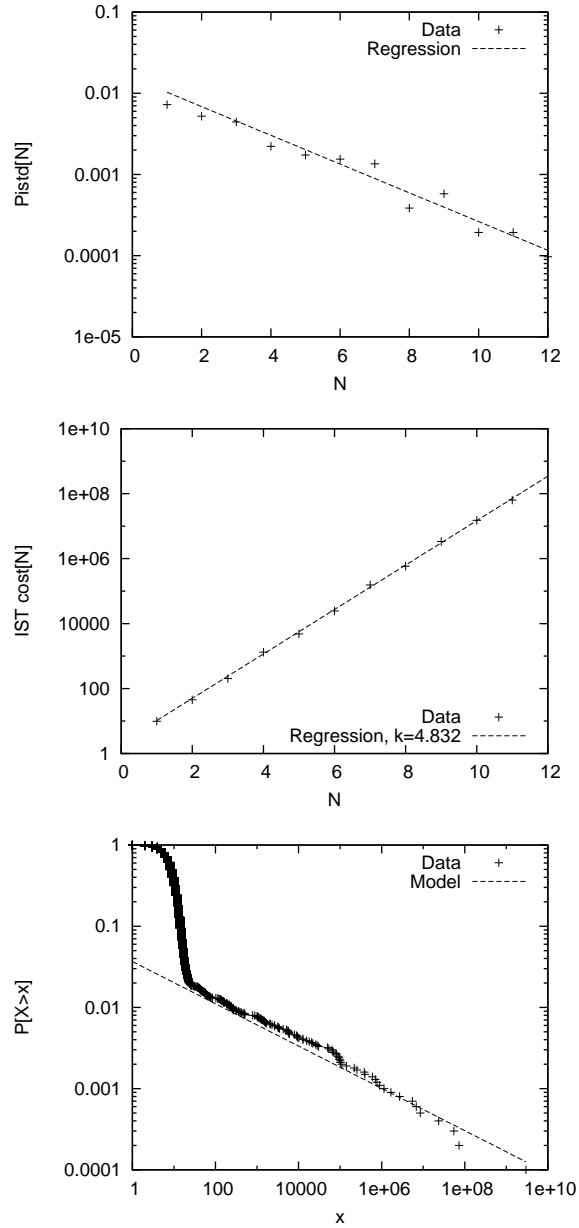 0.1
Data
Regression
0.01
Pistd[N]
0.001
0.0001
1e-05
0 2 4 6 8 10 12
N
1e+10
1e+08
1e+06
IST cost[N]
10000
100
Data
Regression, k=4.832
1
0 2 4 6 8 10 12
N
1
Data
Model
0.1
P[X>x]
0.01
0.001
0.0001
1 100 10000 1e+06 1e+08 1e+10
x